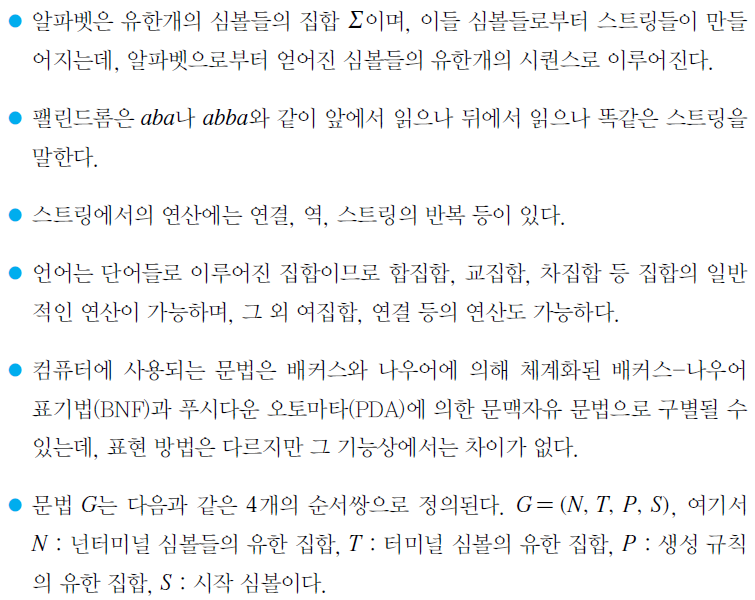 ● 알파벳은 유한개의 심볼들의 집합 Σ이며, 이들 심볼들로부터 스트링들이 만들
어지는데, 알파벳으로부터 얻어진 심볼들의 유한개의 시퀀스로 이루어진다.
● 팰린드롬은 aba나 abba와 같이 앞에서 읽으나 뒤에서 읽으나 똑같은 스트링을
말한다.
● 스트링에서의 연산에는 연결, 역, 스트링의 반복 등이 있다.
● 언어는 단어들로 이루어진 집합이므로 합집합, 교집합, 차집합 등 집합의 일반
적인 연산이 가능하며, 그 외 여집합, 연결 등의 연산도 가능하다.
● 컴퓨터에 사용되는 문법은 배커스와 나우어에 의해 체계화된 배커스-나우어
표기법(BNF)과 푸시다운 오토마타(PDA)에 의한 문맥자유 문법으로 구별될 수
있는데, 표현 방법은 다르지만 그 기능상에서는 차이가 없다.
● 문법 G는 다음과 같은 4개의 순서쌍으로 정의된다. G = (N, T, P, S), 여기서
N : 넌터미널 심볼들의 유한 집합, T : 터미널 심볼의 유한 집합, P : 생성 규칙
의 유한 집합, S : 시작 심볼이다.